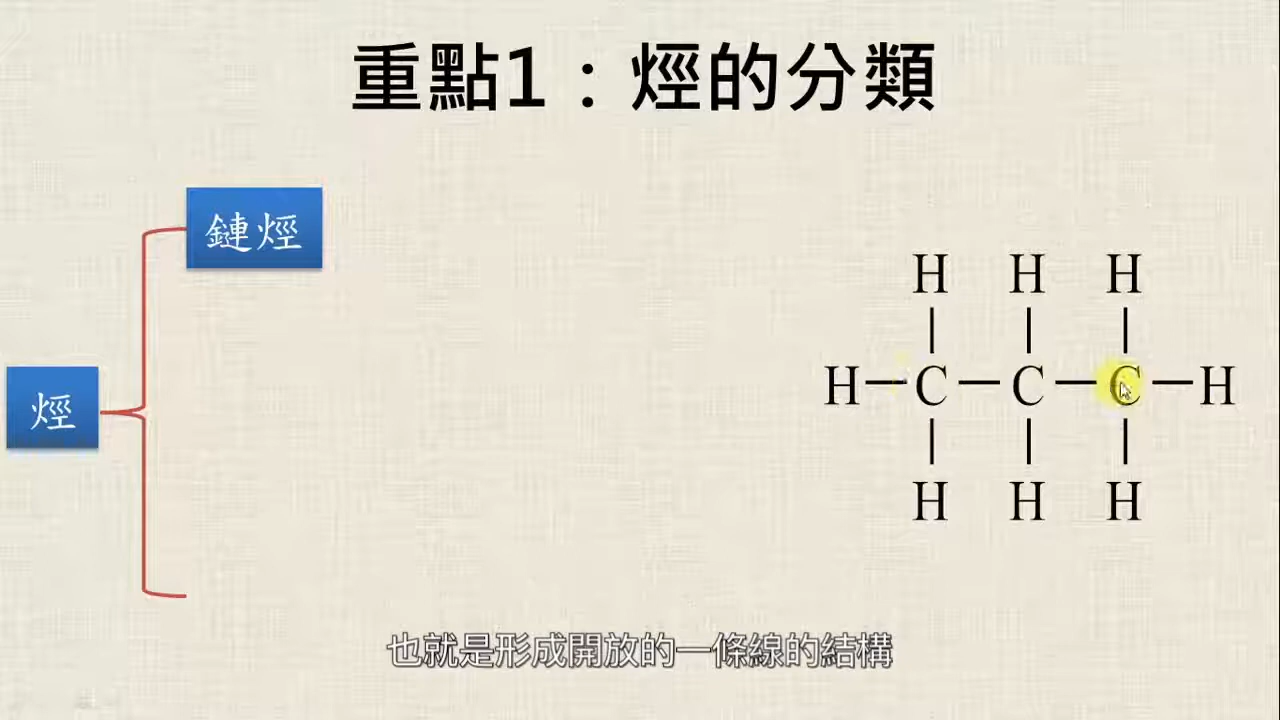 重點1：烴的分類
鏈烴
烴
H H H
H—C—C—C—H
H H H
也就是形成開放的一條線的結構